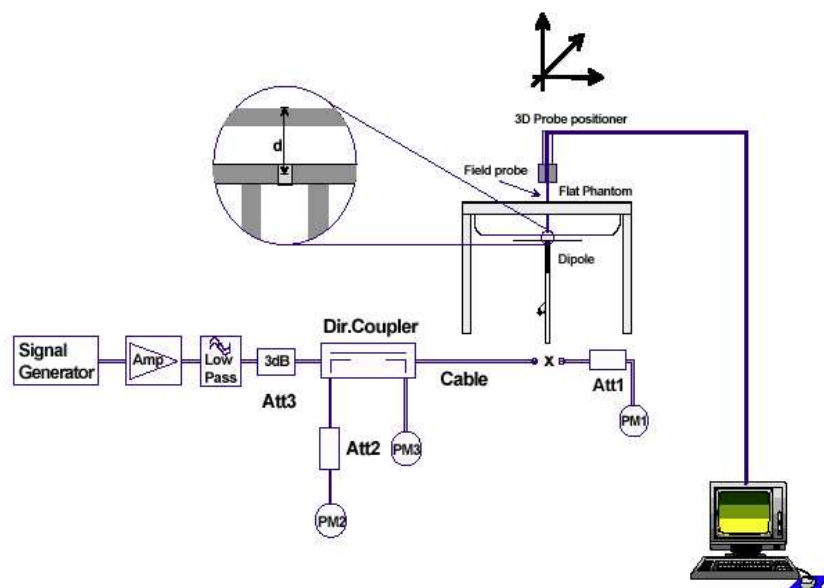 3D Probe positioner
d
Field probe
Flat Phantom
Dipole
Dir.Coupler
Signal
Generator
Amp
Low
Pass
3dB
Att3
Cable
x
Att1
PM1
Att2
PM3
PM2